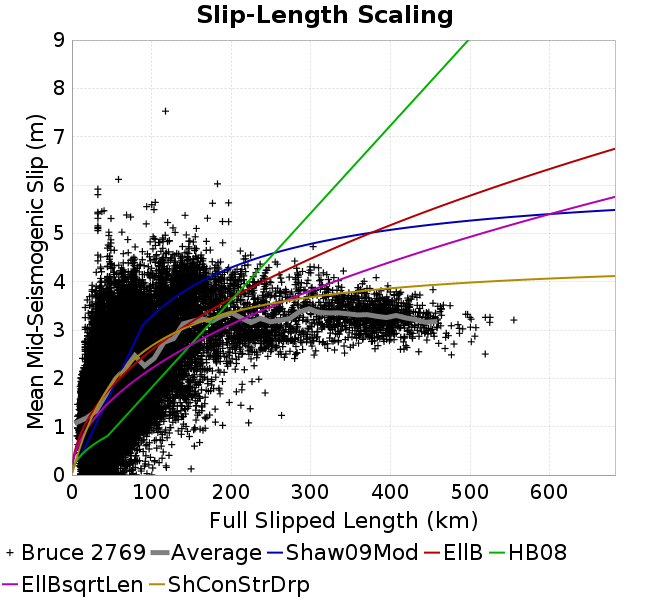 Slip-Length Scaling
Mean Mid-Seismogenic Slip (m)
9
8
7
6
5
4
3
2
1
0
0 100 200 300 400 500 600
Full Slipped Length (km)
Bruce 2769 Average Shaw09Mod EllB HB08
EllBsqrtLen ShConStrDrp